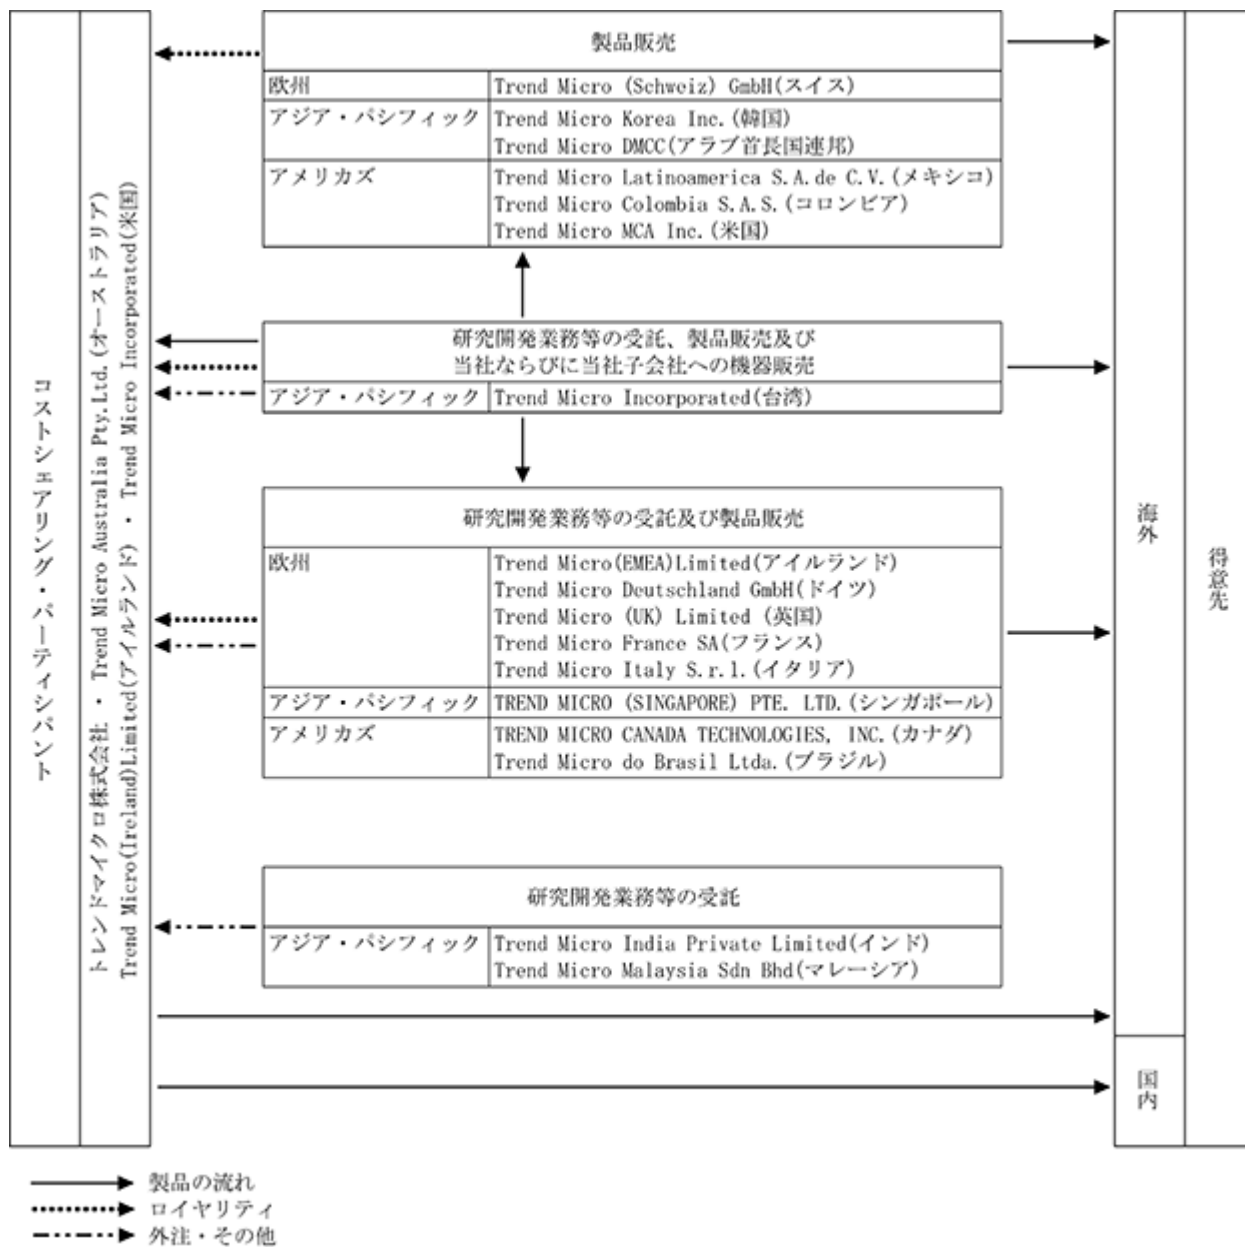 コストシェアリング・パーティシパント
トレンドマイクロ株式会社 ・ Trend Micro Australia Pty.Ltd.(オーストラリア)
Trend Micro(Ireland)Limited(アイルランド) ・ Trend Micro Incorporated(米国)
製品販売
欧州 Trend Micro (Schweiz) GmbH(スイス)
アジア・パシフィック Trend Micro Korea Inc.(韓国)
Trend Micro DMCC(アラブ首長国連邦)
アメリカズ Trend Micro Latinoamerica S.A.de C.V.(メキシコ)
Trend Micro Colombia S.A.S.(コロンビア)
Trend Micro MCA Inc.(米国)
研究開発業務等の受託、製品販売及び
当社ならびに当社子会社への機器販売
アジア・パシフィック Trend Micro Incorporated(台湾)
研究開発業務等の受託及び製品販売
欧州 Trend Micro(EMEA)Limited(アイルランド)
Trend Micro Deutschland GmbH(ドイツ)
Trend Micro (UK) Limited (英国)
Trend Micro France SA(フランス)
Trend Micro Italy S.r.l.(イタリア)
アジア・パシフィック TREND MICRO (SINGAPORE) PTE. LTD.(シンガポール)
アメリカズ TREND MICRO CANADA TECHNOLOGIES, INC.(カナダ)
Trend Micro do Brasil Ltda.(ブラジル)
研究開発業務等の受託
アジア・パシフィック Trend Micro India Private Limited(インド)
Trend Micro Malaysia Sdn Bhd(マレーシア)
海外
国内
得意先
製品の流れ
ロイヤリティ
外注・その他